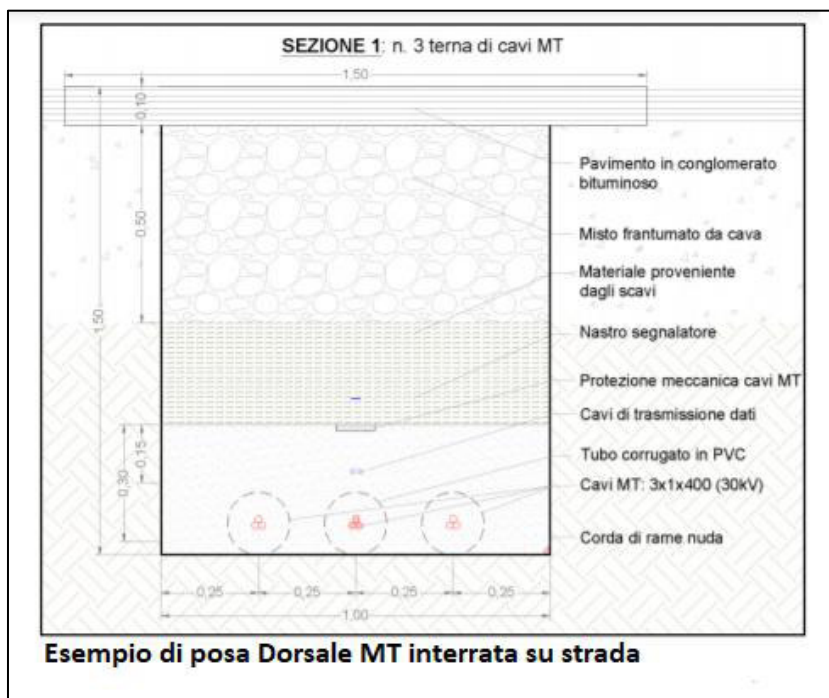 SEZIONE 1: n. 3 terna di cavi MT
1,50
0,10
Pavimento in conglomerato
bituminoso
0,50
Misto frantumato da cava
Materiale proveniente
dagli scavi
1,50
Nastro segnalatore
Protezione meccanica cavi MT
Cavi di trasmissione dati
0,15
0,30
Tubo corrugato in PVC
Cavi MT: 3x1x400 (30kV)
Corda di rame nuda
0,25
0,25
0,25
0,25
1,00
Esempio di posa Dorsale MT interrata su strada